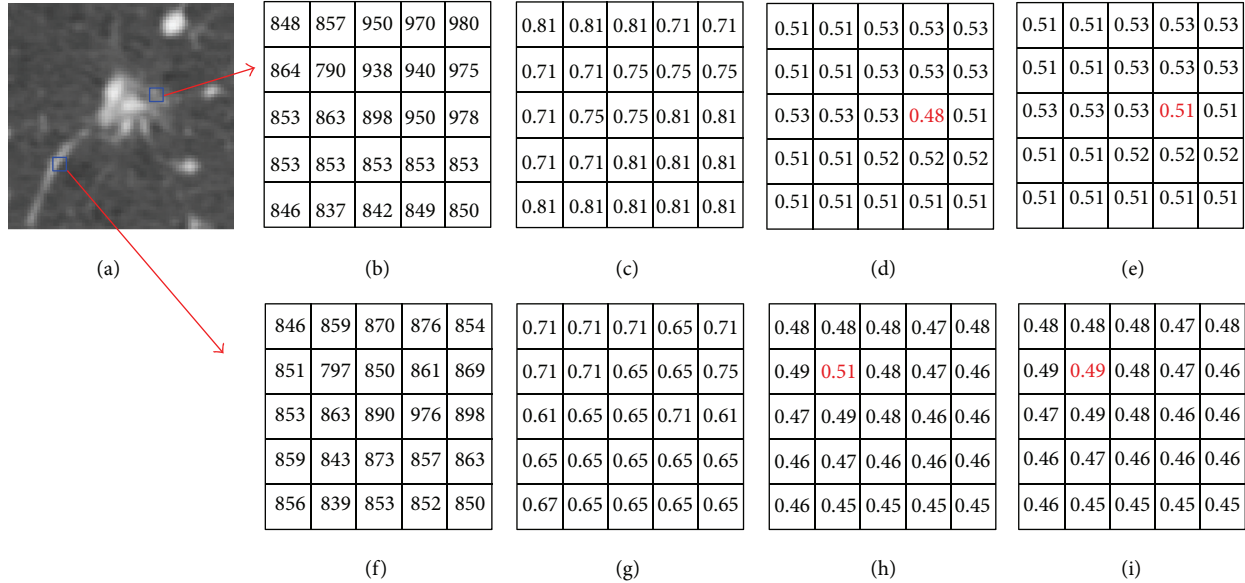 848 857 950 970 980
864 790 938 940 975
853 863 898 950 978
853 853 853 853 853
846 837 842 849 850
0.81 0.81 0.81 0.71 0.71
0.71 0.71 0.75 0.75 0.75
0.71 0.75 0.75 0.81 0.81
0.71 0.71 0.81 0.81 0.81
0.81 0.81 0.81 0.81 0.81
0.51 0.51 0.53 0.53 0.53
0.51 0.51 0.53 0.53 0.53
0.53 0.53 0.53 0.48 0.51
0.51 0.51 0.52 0.52 0.52
0.51 0.51 0.51 0.51 0.51
0.51 0.51 0.53 0.53 0.53
0.51 0.51 0.53 0.53 0.53
0.53 0.53 0.53 0.51 0.51
0.51 0.51 0.52 0.52 0.52
0.51 0.51 0.51 0.51 0.51
(a) (b) (c) (d) (e)
846 859 870 876 854
851 797 850 861 869
853 863 890 976 898
859 843 873 857 863
856 839 853 852 850
0.71 0.71 0.71 0.65 0.71
0.71 0.71 0.65 0.65 0.75
0.61 0.65 0.65 0.71 0.61
0.65 0.65 0.65 0.65 0.65
0.67 0.65 0.65 0.65 0.65
0.48 0.48 0.48 0.47 0.48
0.49 0.51 0.48 0.47 0.46
0.47 0.49 0.48 0.46 0.46
0.46 0.47 0.46 0.46 0.46
0.46 0.45 0.45 0.45 0.45
0.48 0.48 0.48 0.47 0.48
0.49 0.49 0.48 0.47 0.46
0.47 0.49 0.48 0.46 0.46
0.46 0.47 0.46 0.46 0.46
0.46 0.45 0.45 0.45 0.45
(f) (g) (h) (i)